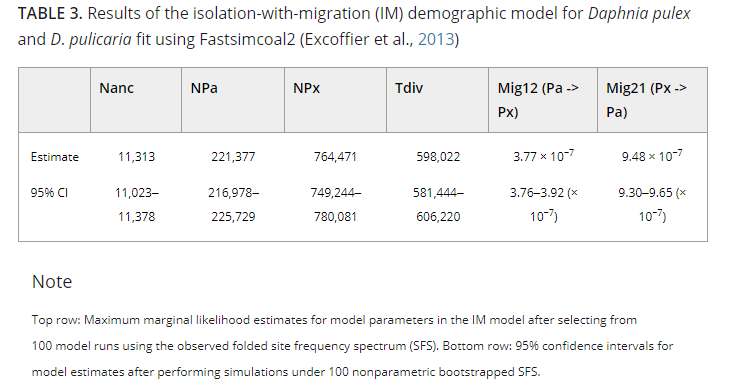 TABLE 3. Results of the isolation-with-migration (IM) demographic model for Daphnia pulex
and D. pulicaria fit using Fastsimcoal2 (Excoffier et al., 2013)
Nanc NPa NPx Tdiv Mig12 (Pa -> Mig21 (Px ->
Px) Pa)
Estimate 11,313 221,377 764,471 598,022 3.77 × 10⁻⁷ 9.48 × 10⁻⁷
95% CI 11,023– 216,978– 749,244– 581,444– 3.76–3.92 (× 9.30–9.65 (×
11,378 225,729 780,081 606,220 10⁻⁷) 10⁻⁷)
Note
Top row: Maximum marginal likelihood estimates for model parameters in the IM model after selecting from
100 model runs using the observed folded site frequency spectrum (SFS). Bottom row: 95% confidence intervals for
model estimates after performing simulations under 100 nonparametric bootstrapped SFS.